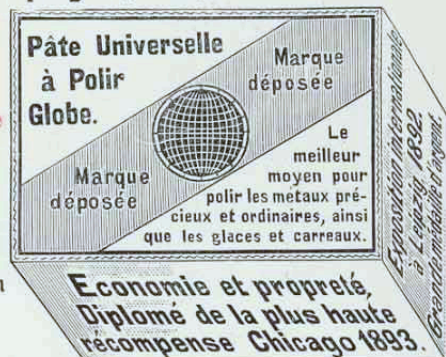 Pâte Universelle
à Polir
Globe.
Marque
déposée
Marque
déposée
Le
meilleur
moyen pour
polir les métaux pré-
cieux et ordinaires, ainsi
que les glaces et carreaux.
Exposition internationale
à Leipzig 1892.
Grande médaille d'argent
Economie et propreté,
Diplomé de la plus haute
récompense Chicago 1893.